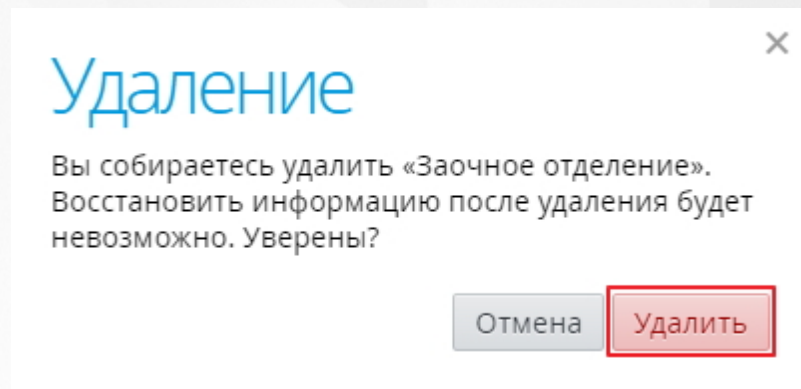 Удаление
Вы собираетесь удалить «Заочное отделение».
Восстановить информацию после удаления будет
невозможно. Уверены?
Отмена Удалить